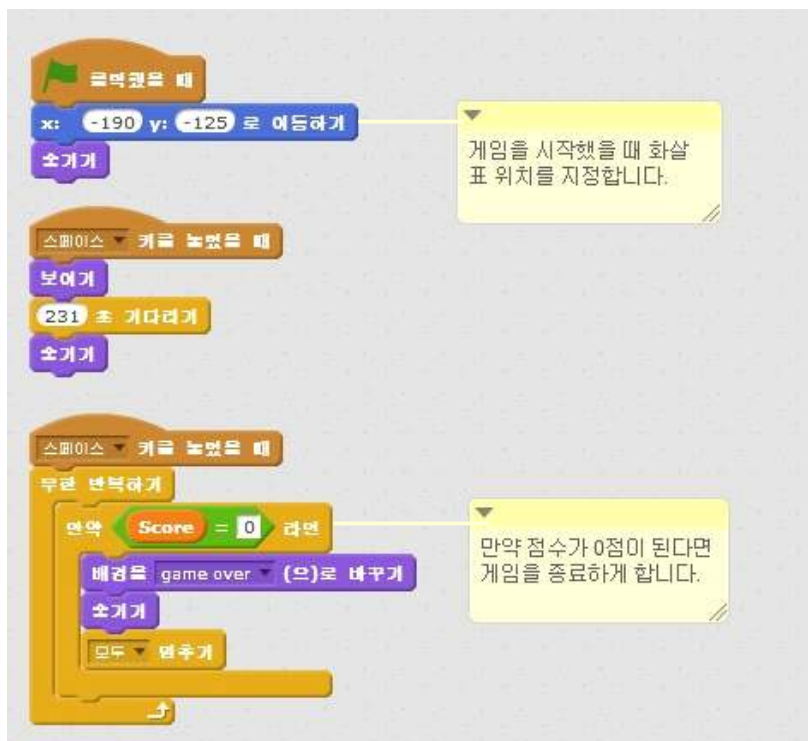 클릭했을 때
x: -190 y: -125 로 이동하기
숨기기
게임을 시작했을 때 화살
표 위치를 지정합니다.
스페이스 키를 눌렀을 때
보이기
231 초 기다리기
숨기기
스페이스 키를 눌렀을 때
무한 반복하기
만약 Score = 0 라면
배경을 game over (으)로 바꾸기
숨기기
모두 멈추기
만약 점수가 0점이 된다면
게임을 종료하게 합니다.